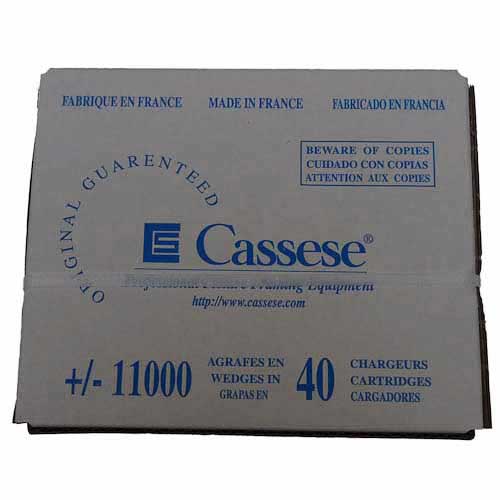 FABRIQUE EN FRANCE MADE IN FRANCE FABRICADO EN FRANCIA
BEWARE OF COPIES
CUIDADO CON COPIAS
ATTENTION AUX COPIES
ORIGINAL GUARENTEED
Cassese®
Professional Picture Framing Equipment
http://www.cassese.com
+/- 11000
AGRAFES EN
WEDGES IN
GRAPAS EN
40
CHARGEURS
CARTRIDGES
CARGADORES